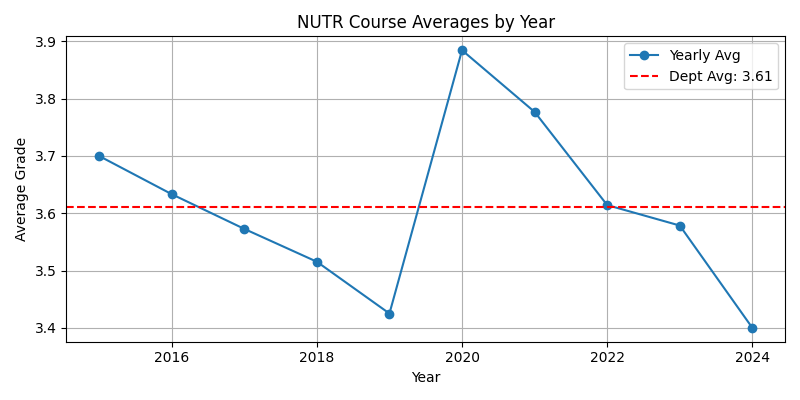 NUTR Course Averages by Year
Yearly Avg
Dept Avg: 3.61
Average Grade
3.9
3.8
3.7
3.6
3.5
3.4
2016 2018 2020 2022 2024
Year